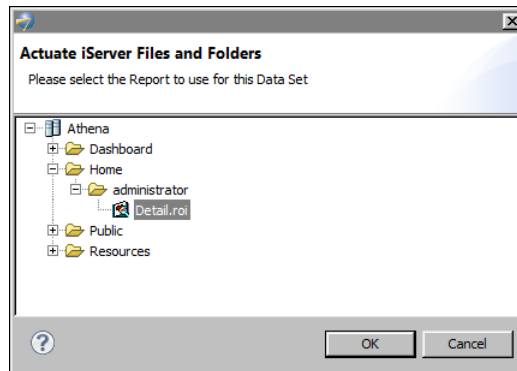 Actuate iServer Files and Folders
Please select the Report to use for this Data Set
Athena
Dashboard
Home
administrator
Detail.roi
Public
Resources
OK Cancel